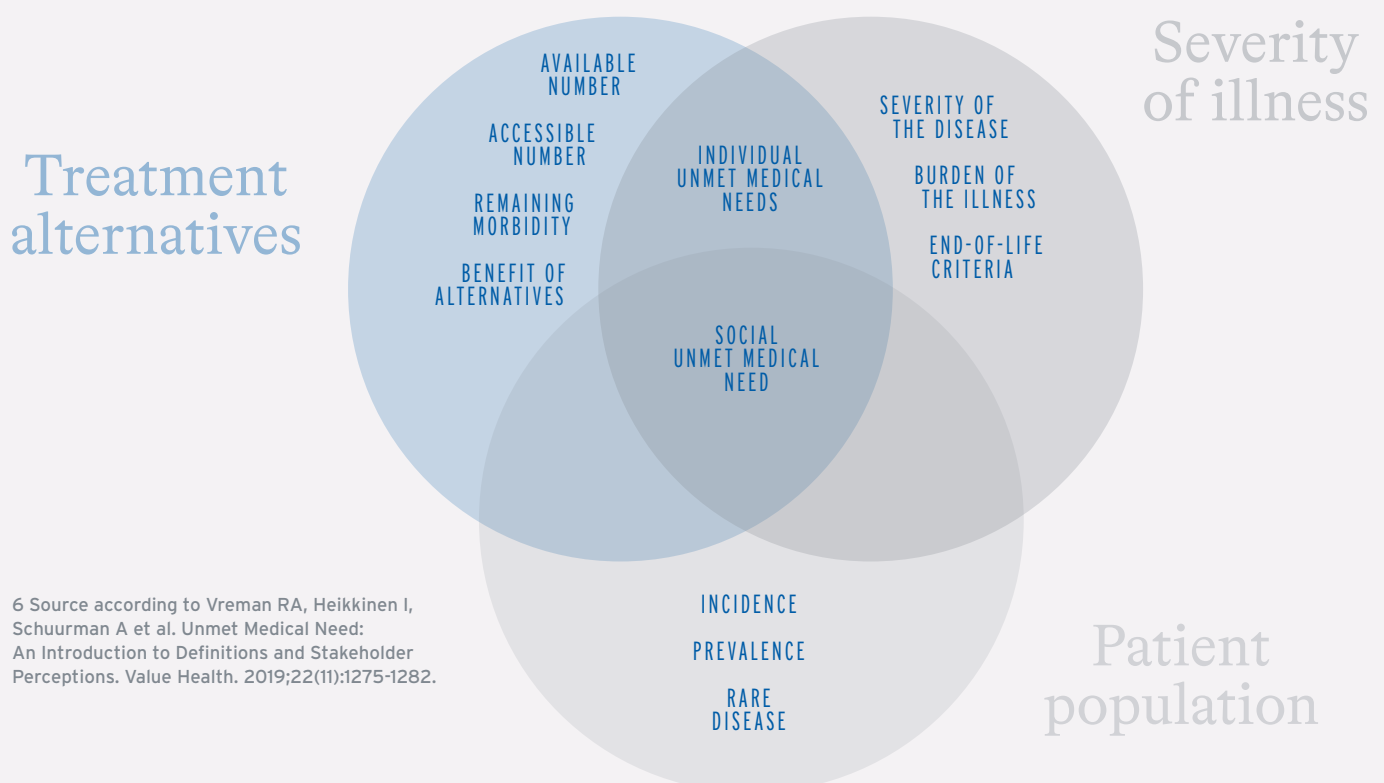 Treatment
alternatives
AVAILABLE
NUMBER
ACCESSIBLE
NUMBER
REMAINING
MORBIDITY
BENEFIT OF
ALTERNATIVES
INDIVIDUAL
UNMET MEDICAL
NEEDS
SOCIAL
UNMET MEDICAL
NEED
Severity
of illness
SEVERITY OF
THE DISEASE
BURDEN OF
THE ILLNESS
END-OF-LIFE
CRITERIA
INCIDENCE
PREVALENCE
RARE
DISEASE
Patient
population
6 Source according to Vreman RA, Heikkinen I,
Schuurman A et al. Unmet Medical Need:
An Introduction to Definitions and Stakeholder
Perceptions. Value Health. 2019;22(11):1275-1282.